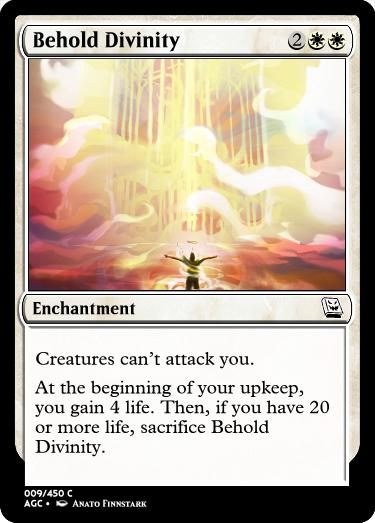 Behold Divinity 2
Enchantment
Creatures can't attack you.
At the beginning of your upkeep,
you gain 4 life. Then, if you have 20
or more life, sacrifice Behold
Divinity.
009/450 C
AGC • Anato Finnstark